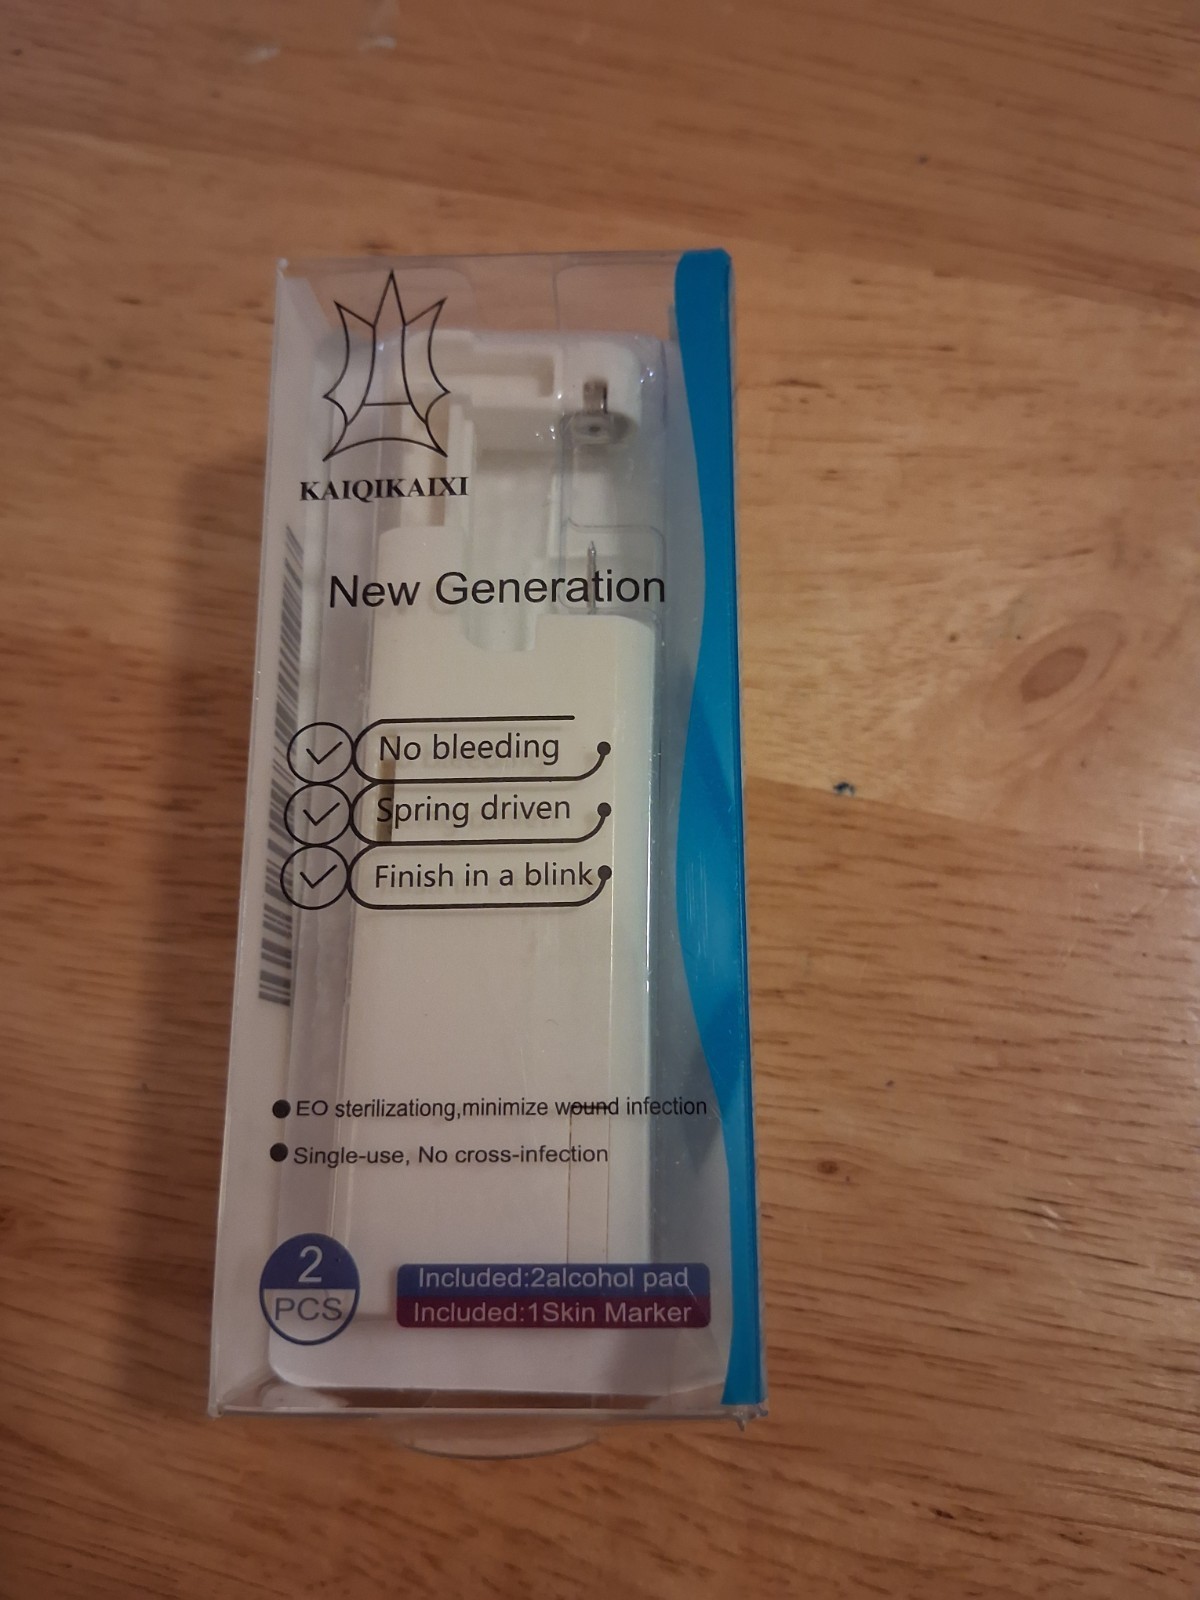 KAIQIKAIXI
New Generation
No bleeding
Spring driven
Finish in a blink
EO sterilizationg,minimize wound infection
Single-use, No cross-infection
2
PCS
Included:2alcohol pad
Included:1Skin Marker